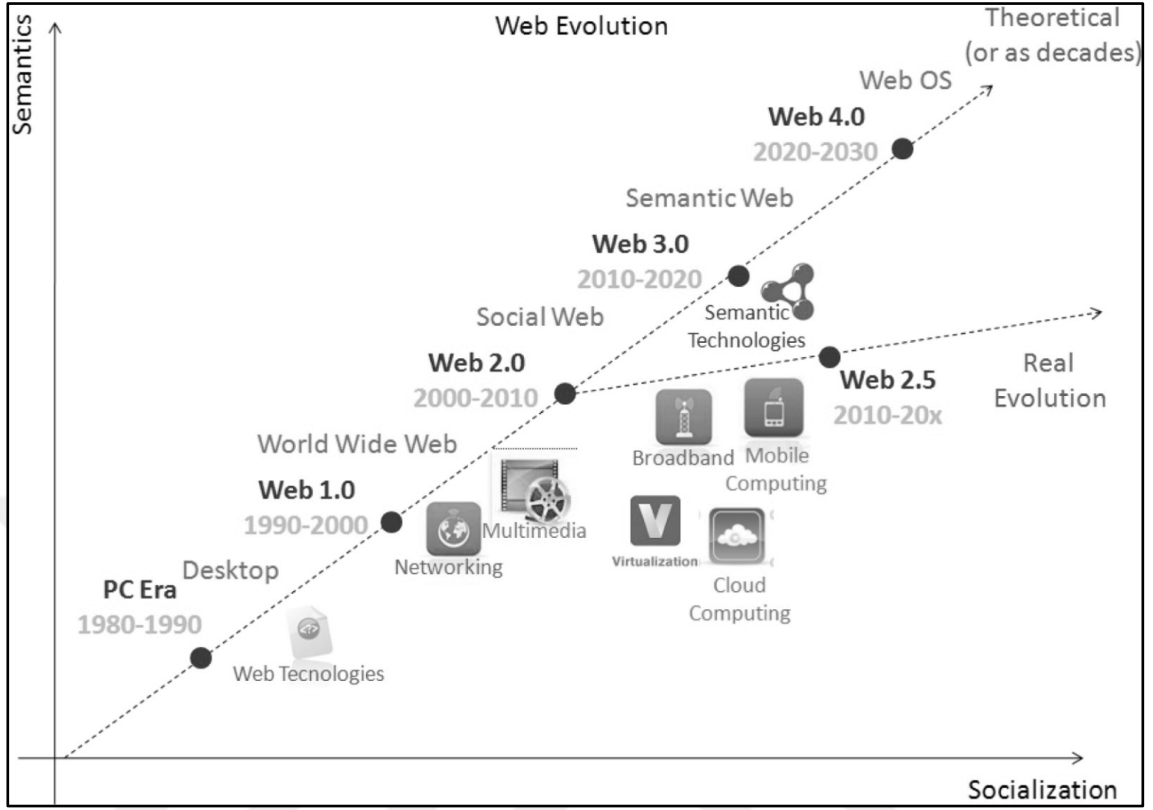 Web Evolution
Semantics
Theoretical
(or as decades)
Web OS
Web 4.0
2020-2030
Semantic Web
Web 3.0
2010-2020
Semantic
Technologies
Social Web
Web 2.0
2000-2010
Web 2.5
2010-20x
Real
Evolution
Broadband
Mobile
Computing
World Wide Web
Web 1.0
1990-2000
Multimedia
Networking
V
Virtualization
Cloud
Computing
Desktop
PC Era
1980-1990
Web Tecnologies
Socialization